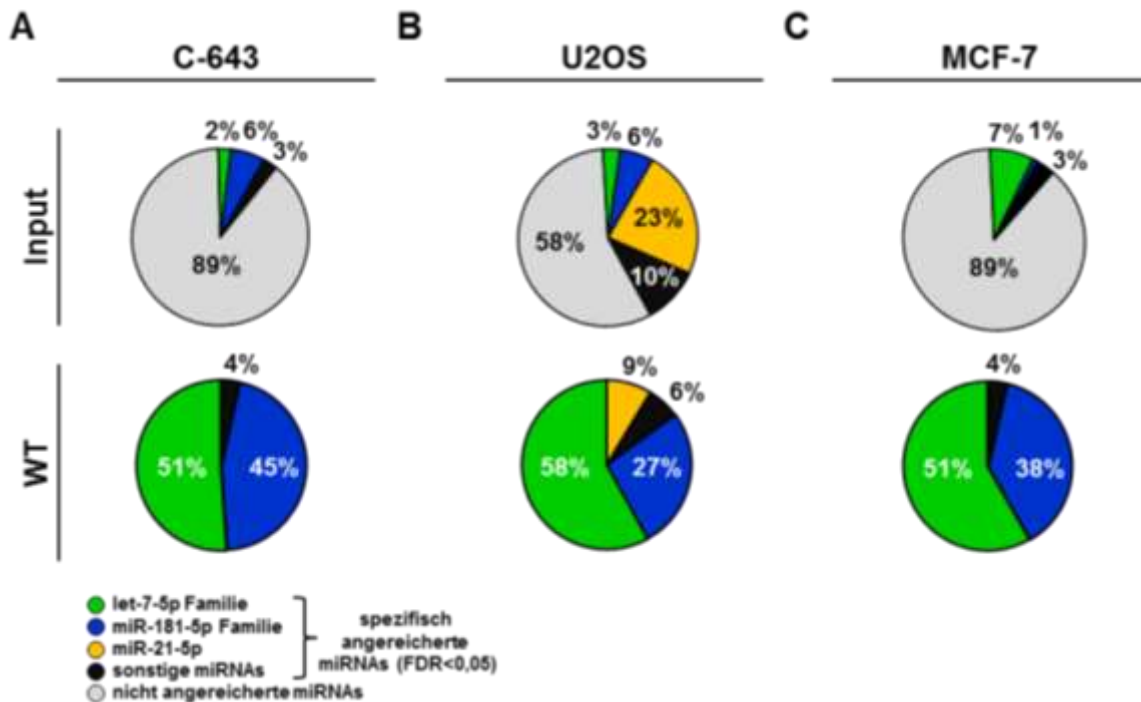 A
C-643
B
U2OS
C
MCF-7
Input
2%
6%
3%
89%
3%
6%
23%
10%
58%
7%
1%
3%
89%
WT
4%
51%
45%
9%
6%
58%
27%
4%
51%
38%
let-7-5p Familie
miR-181-5p Familie
miR-21-5p
sonstige miRNAs
nicht angereicherte miRNAs
spezifisch
angereicherte
miRNAs (FDR<0,05)